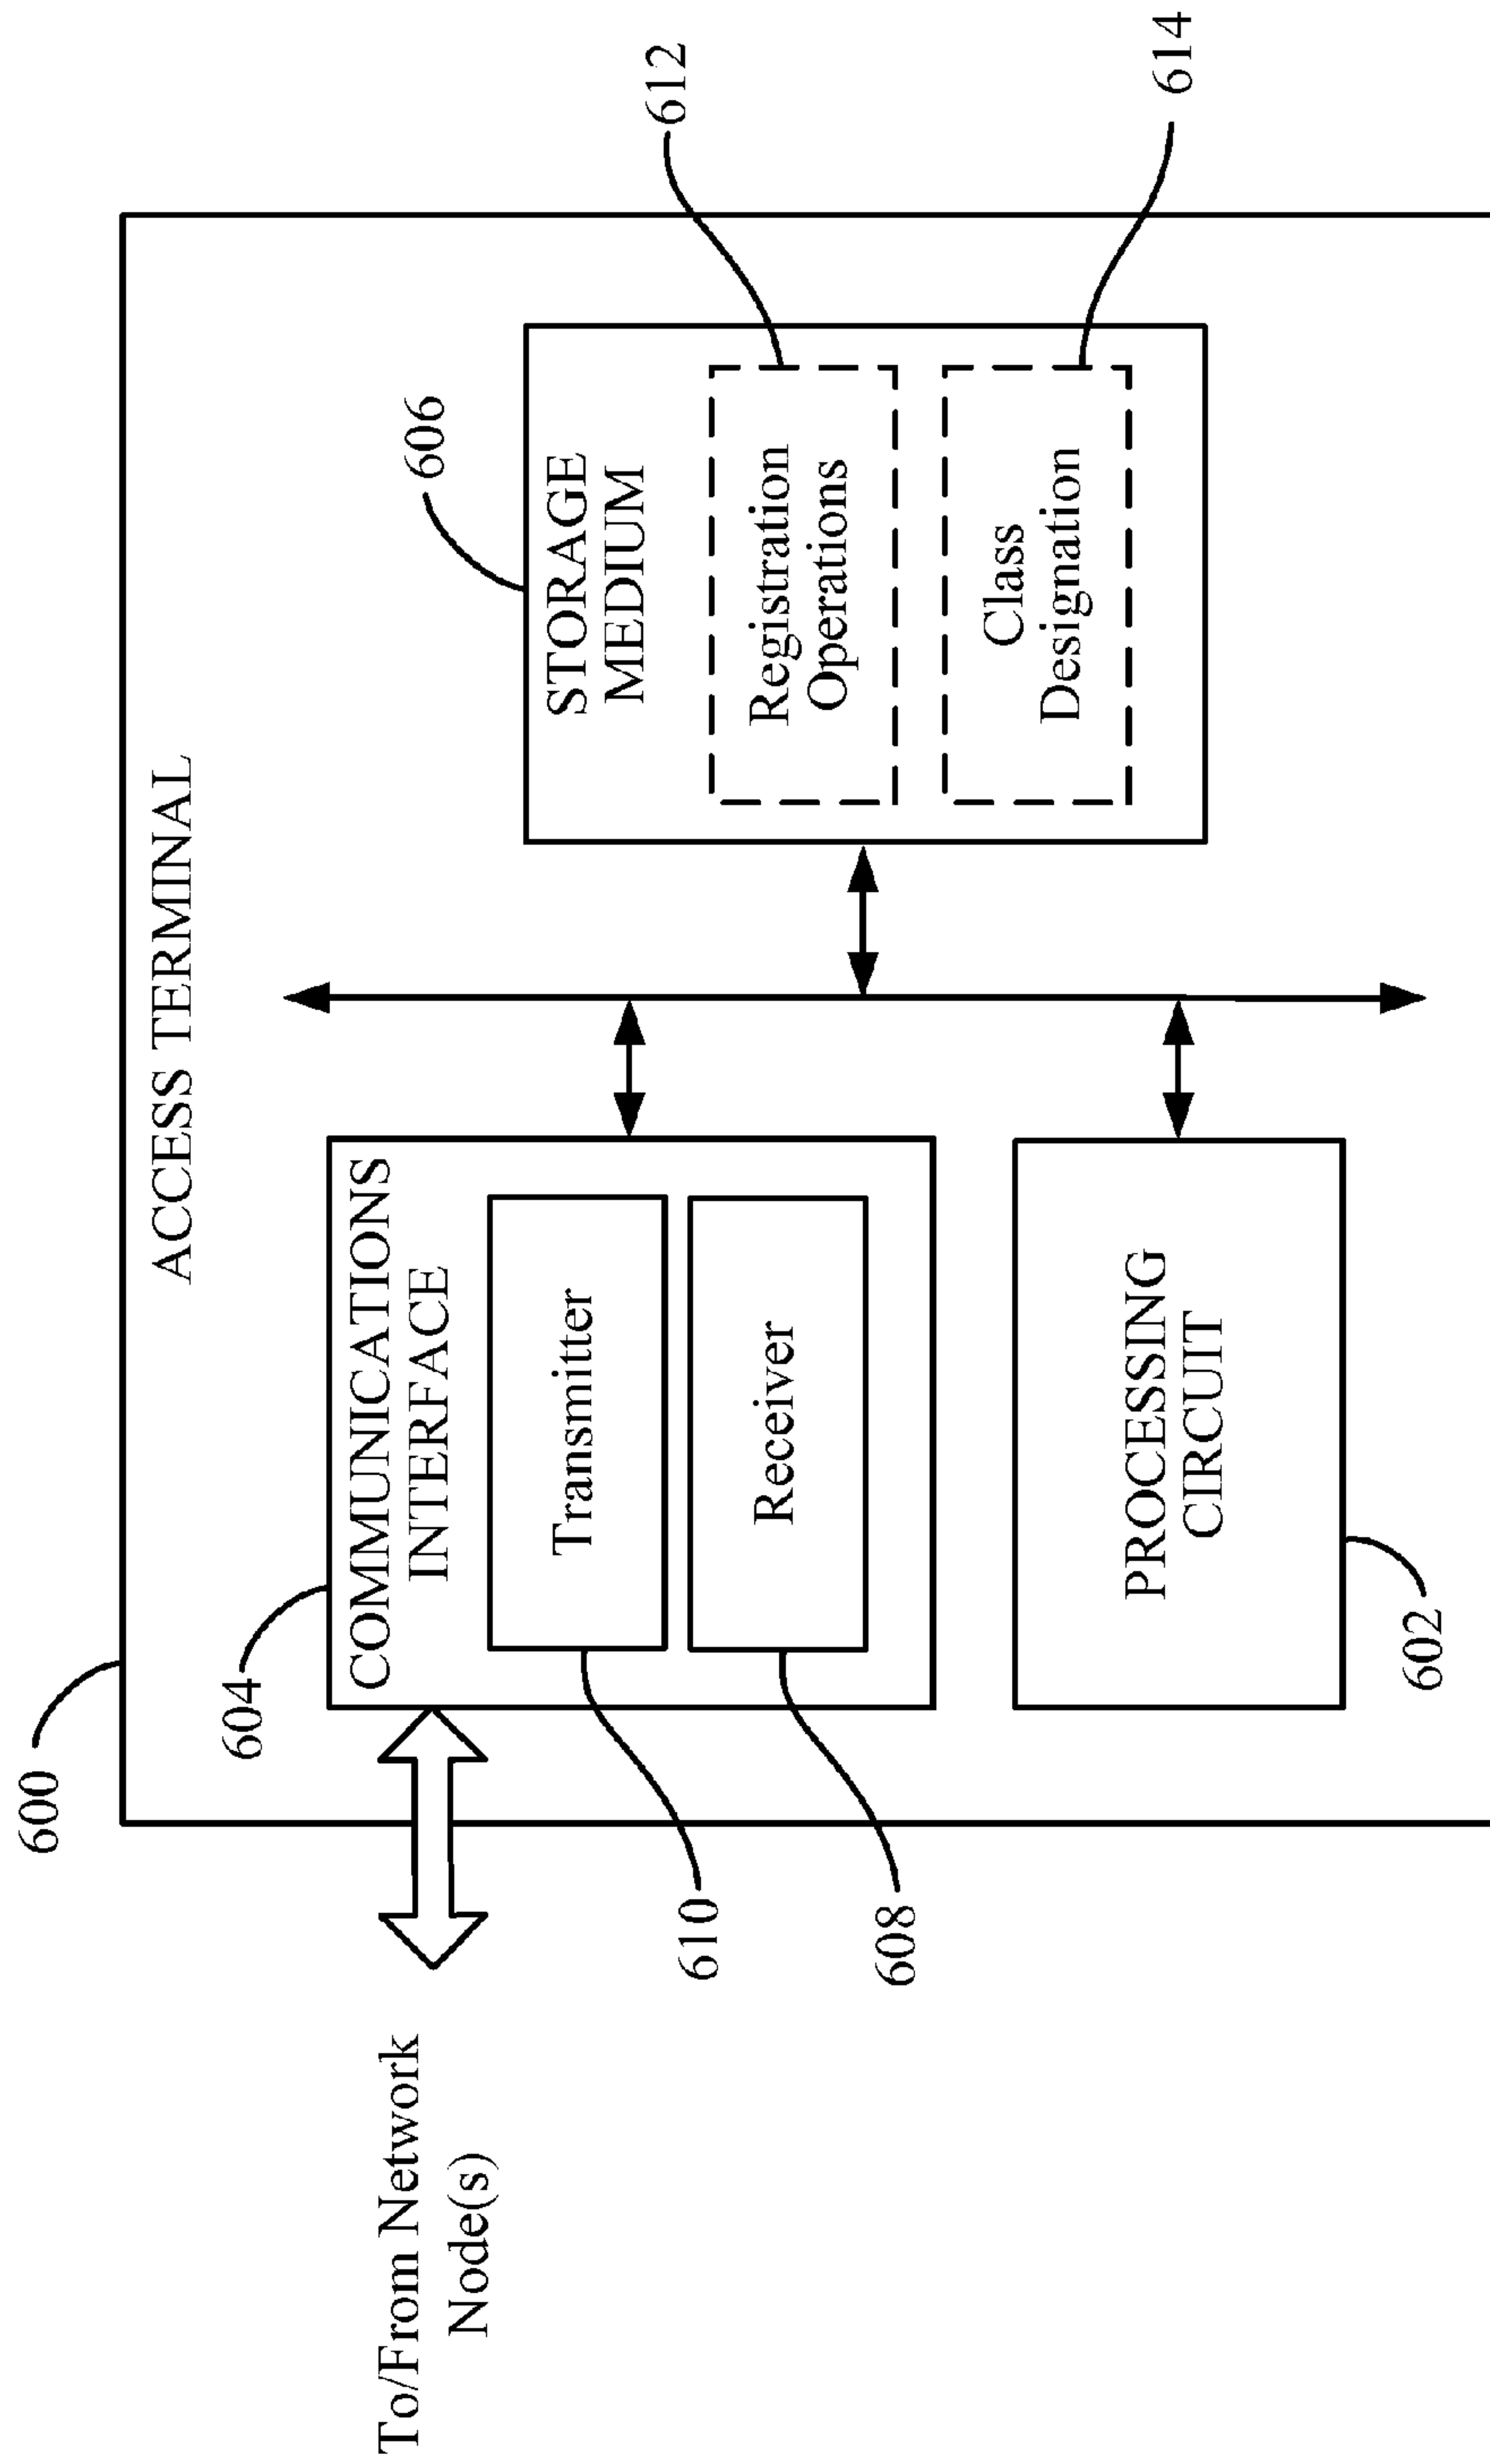 600
ACCESS TERMINAL
604
COMMUNICATIONS
INTERFACE
To/From Network
Node(s)
Transmitter
610
Receiver
608
PROCESSING
CIRCUIT
602
606
STORAGE
MEDIUM
612
Registration
Operations
614
Class
Designation